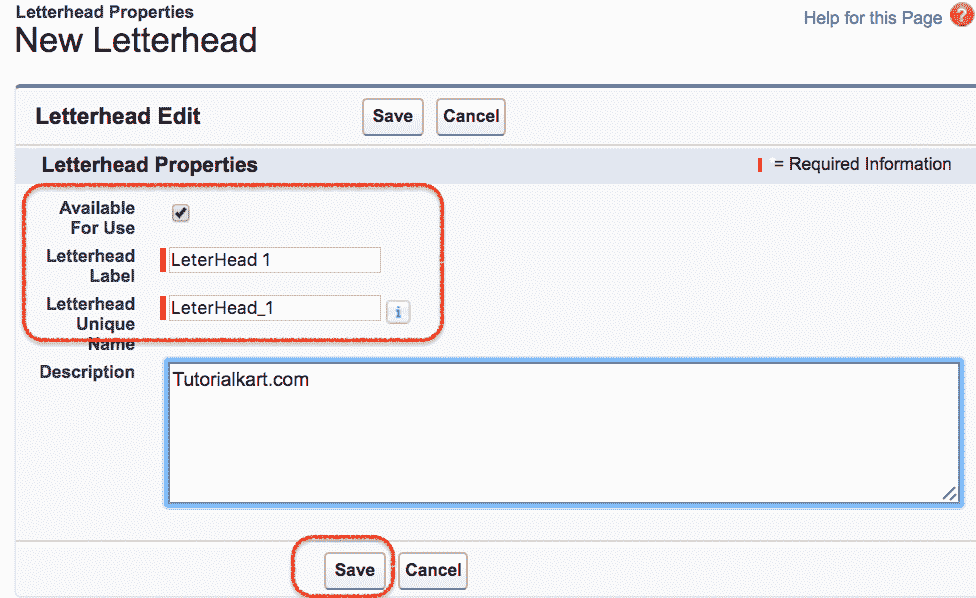 Letterhead Properties
Help for this Page ?
New Letterhead
Letterhead Edit
Save
Cancel
Letterhead Properties
= Required Information
Available
For Use
Letterhead
Label
LeterHead 1
Letterhead
Unique
Name
LeterHead_1
i
Description
Tutorialkart.com
Save
Cancel